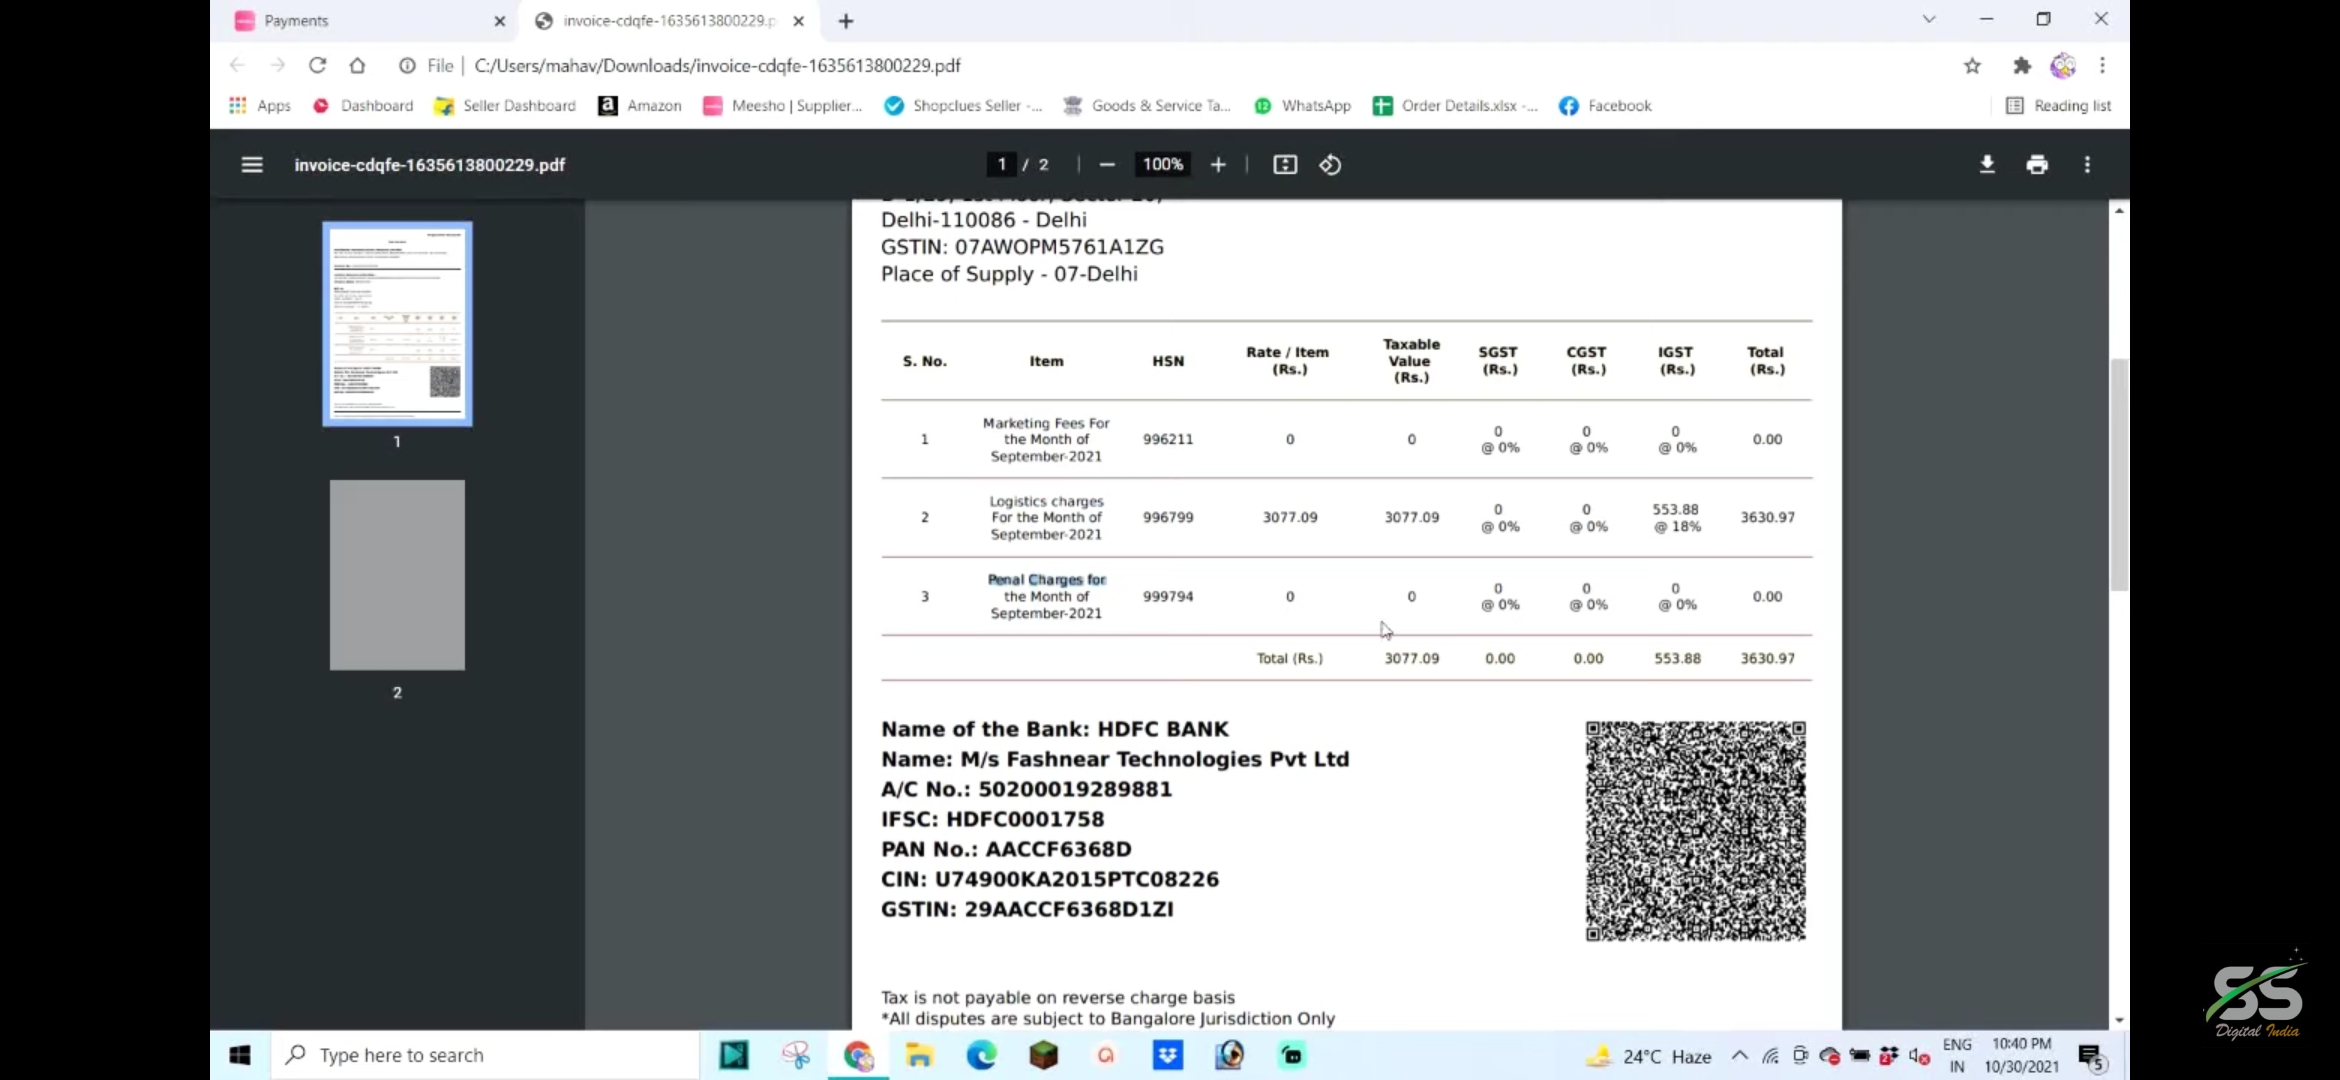 Payments
invoice-cdqfe-1635613800229.p
File
C:/Users/mahav/Downloads/invoice-cdqfe-1635613800229.pdf
Apps
Dashboard
Seller Dashboard
Amazon
Meesho | Supplier...
Shopclues Seller -...
Goods & Service Ta...
WhatsApp
Order Details.xlsx -...
Facebook
Reading list
invoice-cdqfe-1635613800229.pdf
1 / 2
100%
1
2
Delhi-110086 - Delhi
GSTIN: 07AWOPM5761A1ZG
Place of Supply - 07-Delhi
S. No. Item HSN Rate / Item (Rs.) Taxable Value (Rs.) SGST (Rs.) CGST (Rs.) IGST (Rs.) Total (Rs.)
1 Marketing Fees For the Month of September-2021 996211 0 0 0 @ 0% 0 @ 0% 0 @ 0% 0.00
2 Logistics charges For the Month of September-2021 996799 3077.09 3077.09 0 @ 0% 0 @ 0% 553.88 @ 18% 3630.97
3 Penal Charges for the Month of September-2021 999794 0 0 0 @ 0% 0 @ 0% 0 @ 0% 0.00
Total (Rs.) 3077.09 0.00 0.00 553.88 3630.97
Name of the Bank: HDFC BANK
Name: M/s Fashnear Technologies Pvt Ltd
A/C No.: 50200019289881
IFSC: HDFC0001758
PAN No.: AACCF6368D
CIN: U74900KA2015PTC08226
GSTIN: 29AACCF6368D1ZI
Tax is not payable on reverse charge basis
*All disputes are subject to Bangalore Jurisdiction Only
Type here to search
24°C Haze
ENG
IN
10:40 PM
10/30/2021
5
SS
Digital India